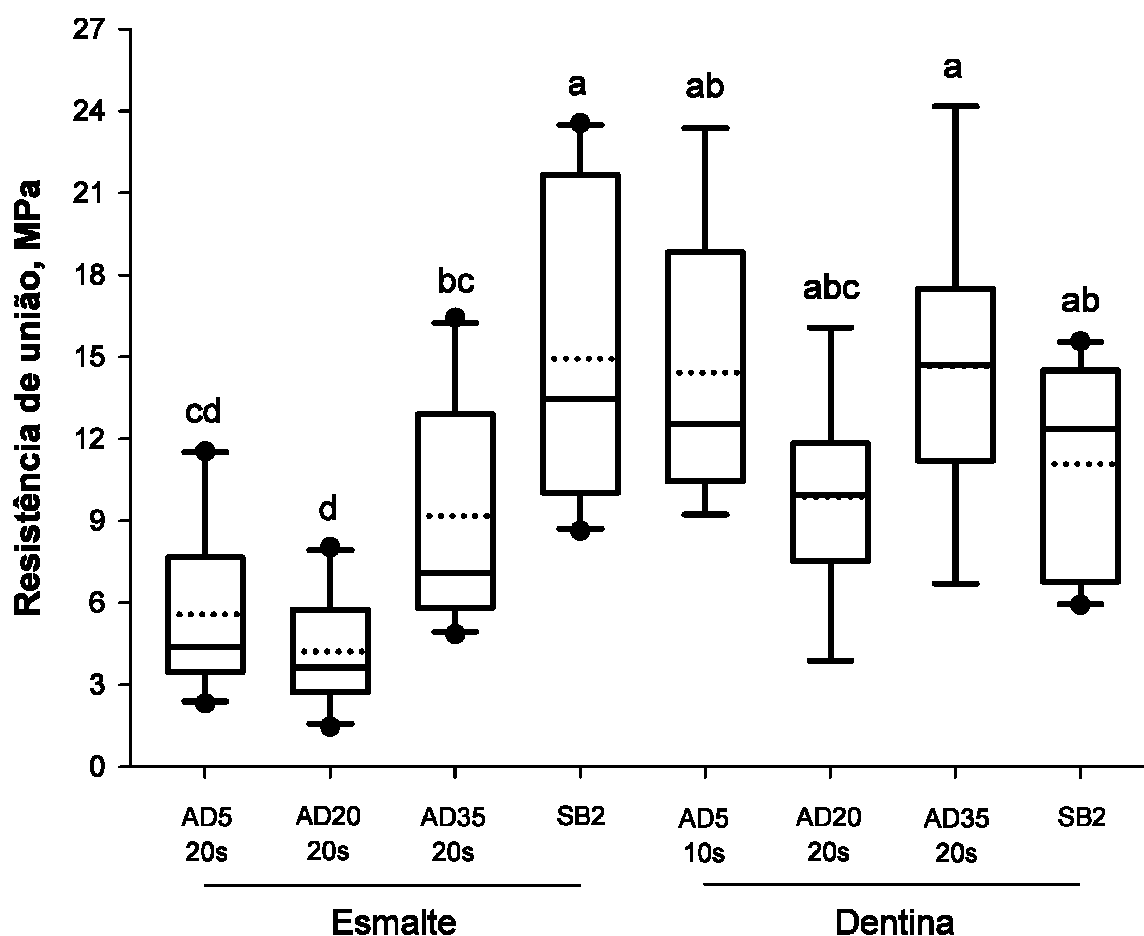 Resistência de união, MPa
27
24
21
18
15
12
9
6
3
0
cd
d
bc
a
ab
abc
a
ab
AD5 AD20 AD35 SB2 AD5 AD20 AD35 SB2
20s 20s 20s 10s 20s 20s
Esmalte Dentina